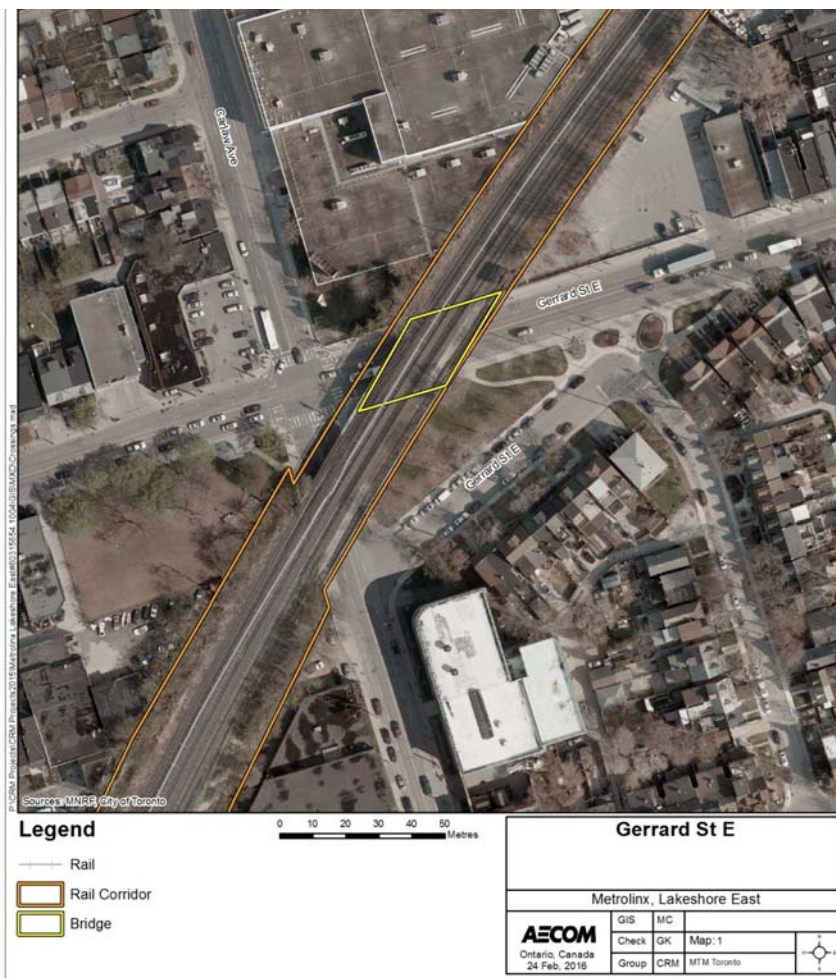 Carlaw Ave
Gerrard St E
Gerrard St E
Sources: MNRF, City of Toronto
Legend
Rail
Rail Corridor
Bridge
0 10 20 30 40 50
Metres
Gerrard St E
Metrolinx, Lakeshore East
AECOM
Ontario, Canada
24 Feb, 2016
GIS MC
Check GK Map: 1
Group CRM MTM Toronto